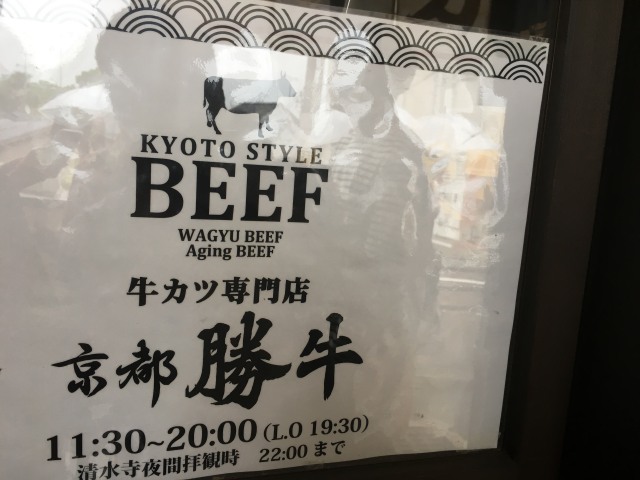 KYOTO STYLE
BEEF
WAGYU BEEF
Aging BEEF
牛カツ専門店
京都 勝牛
11:30~20:00 (L.O 19:30)
清水寺夜間拝観時 22:00 まで